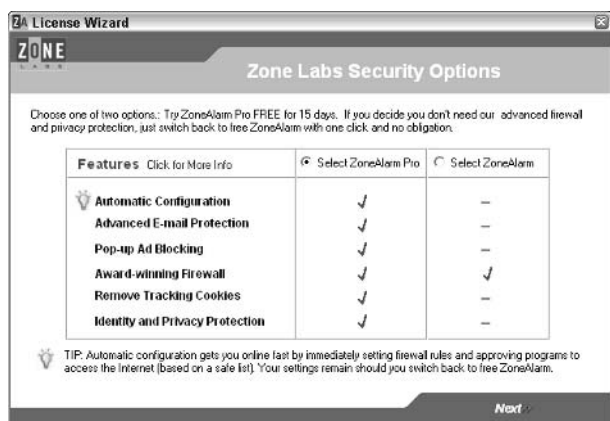 ZA License Wizard
ZONE
LABS
Zone Labs Security Options
Choose one of two options.: Try ZoneAlarm Pro FREE for 15 days. If you decide you don't need our advanced firewall
and privacy protection, just switch back to free ZoneAlarm with one click and no obligation.
Features Click for More Info Select ZoneAlarm Pro Select ZoneAlarm
Automatic Configuration
Advanced E-mail Protection
Pop-up Ad Blocking
Award-winning Firewall
Remove Tracking Cookies
Identity and Privacy Protection
TIP: Automatic configuration gets you online fast by immediately setting firewall rules and approving programs to
access the Internet (based on a safe list). Your settings remain should you switch back to free ZoneAlarm.
Next